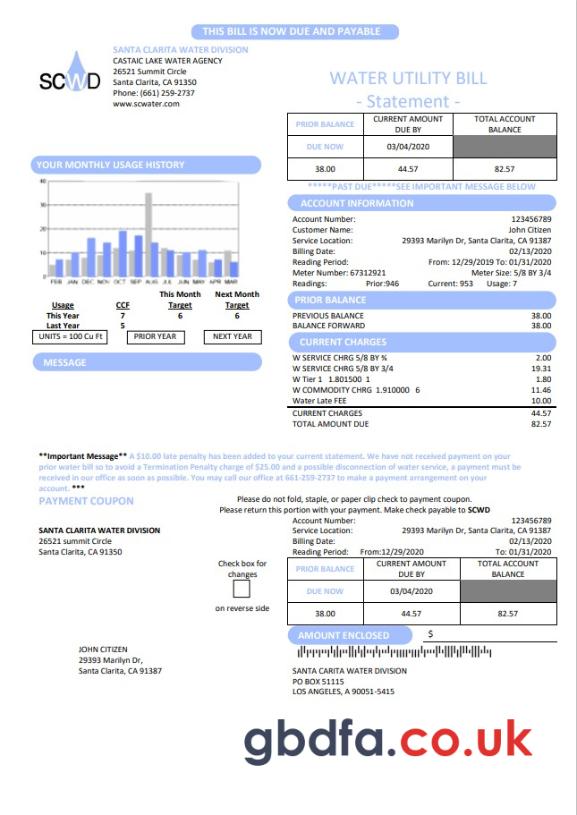 THIS BILL IS NOW DUE AND PAYABLE
SCWD
SANTA CLARITA WATER DIVISION
CASTAIC LAKE WATER AGENCY
26521 Summit Circle
Santa Clarita, CA 91350
Phone: (661) 259-2737
www.scwater.com
WATER UTILITY BILL
- Statement -
PRIOR BALANCE CURRENT AMOUNT DUE BY TOTAL ACCOUNT BALANCE
DUE NOW 03/04/2020
38.00 44.57 82.57
*****PAST DUE*****SEE IMPORTANT MESSAGE BELOW
YOUR MONTHLY USAGE HISTORY
40
30
20
10
0
FEB JAN DEC NOV OCT SEP AUG JUL JUN MAY APR MAR
This Month Next Month
Usage CCF Target Target
This Year 7 6 6
Last Year 5
UNITS = 100 Cu Ft PRIOR YEAR NEXT YEAR
MESSAGE
ACCOUNT INFORMATION
Account Number: 123456789
Customer Name: John Citizen
Service Location: 29393 Marilyn Dr, Santa Clarita, CA 91387
Billing Date: 02/13/2020
Reading Period: From: 12/29/2019 To: 01/31/2020
Meter Number: 67312921 Meter Size: 5/8 BY 3/4
Readings: Prior:946 Current: 953 Usage: 7
PRIOR BALANCE
PREVIOUS BALANCE 38.00
BALANCE FORWARD 38.00
CURRENT CHARGES
W SERVICE CHRG 5/8 BY ¾ 2.00
W SERVICE CHRG 5/8 BY 3/4 19.31
W Tier 1 1.801500 1 1.80
W COMMODITY CHRG 1.910000 6 11.46
Water Late FEE 10.00
CURRENT CHARGES 44.57
TOTAL AMOUNT DUE 82.57
**Important Message** A $10.00 late penalty has been added to your current statement. We have not received payment on your
prior water bill so to avoid a Termination Penalty charge of $25.00 and a possible disconnection of water service, a payment must be
received in our office as soon as possible. You may call our office at 661-259-2737 to make a payment arrangement on your
account. ***
PAYMENT COUPON
Please do not fold, staple, or paper clip check to payment coupon.
Please return this portion with your payment. Make check payable to SCWD
SANTA CLARITA WATER DIVISION
26521 summit Circle
Santa Clarita, CA 91350
Account Number: 123456789
Service Location: 29393 Marilyn Dr, Santa Clarita, CA 91387
Billing Date: 02/13/2020
Reading Period: From:12/29/2020 To: 01/31/2020
Check box for
changes
on reverse side
PRIOR BALANCE CURRENT AMOUNT DUE BY TOTAL ACCOUNT BALANCE
DUE NOW 03/04/2020
38.00 44.57 82.57
AMOUNT ENCLOSED $
JOHN CITIZEN
29393 Marilyn Dr,
Santa Clarita, CA 91387
SANTA CARITA WATER DIVISION
PO BOX 51115
LOS ANGELES, A 90051-5415
gbdfa.co.uk